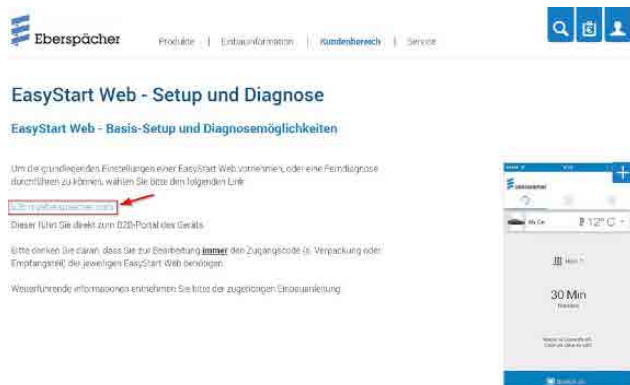 Eberspächer
Produkte | Einbauinformation | Kundenbereich | Service
EasyStart Web - Setup und Diagnose
EasyStart Web - Basis-Setup und Diagnosemöglichkeiten
Um die grundlegenden Einstellungen einer EasyStart Web vornehmen, oder eine Ferndiagnose
durchführen zu können, wählen Sie bitte den folgenden Link
b2b.myeberspaecher.com
Dieser führt Sie direkt zum B2B-Portal des Geräts
Bitte denken Sie daran, dass Sie zur Bearbeitung immer den Zugangscode (s. Verpackung oder
Empfangsteil) der jeweiligen EasyStart Web benötigen.
Weiterführende Informationen entnehmen Sie bitte der zugehörigen Einbauanleitung
12° C
30 Min